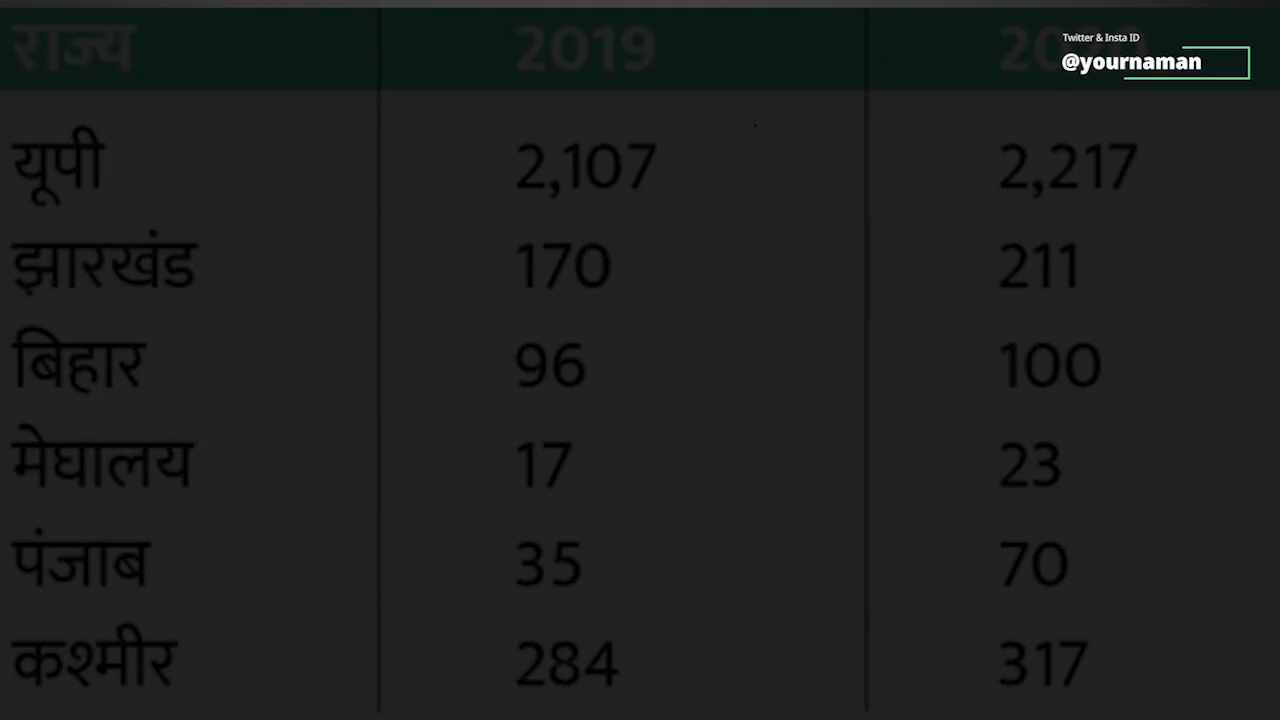 Twitter & Insta ID
@yournaman
राज्य 2019
यूपी 2,107 2,217
झारखंड 170 211
बिहार 96 100
मेघालय 17 23
पंजाब 35 70
कश्मीर 284 317